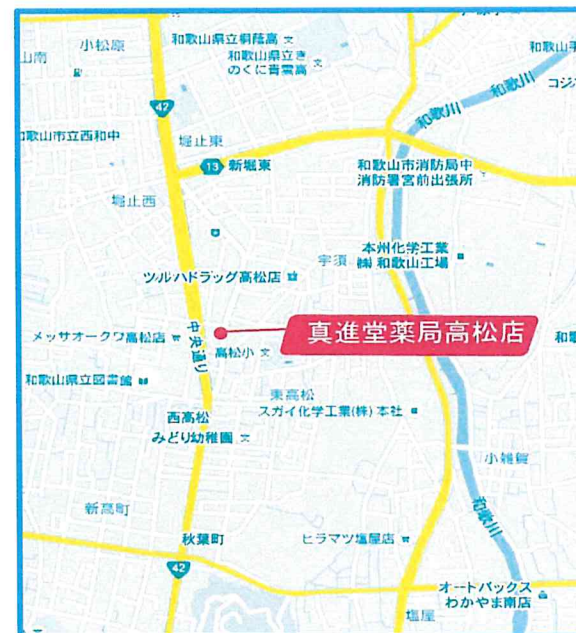 小松原
和歌山県立桐蔭高
和歌山県立き
のくに青雲高
山南
42
和歌川
和歌川
コジ
和歌山市立西和中
堀止東
13
新堀東
和歌山市消防局中
消防署宮前出張所
堀止西
本州化学工業
㈱和歌山工場
宇須
ツルハドラッグ高松店
真進堂薬局高松店
メッサオークワ高松店
中央通り
高松小
和歌山県立図書館
東高松
スガイ化学工業(株)本社
西高松
みどり幼稚園
小雑賀
新高町
和歌川
秋葉町
ヒラマツ塩屋店
42
オートバックス
わかやま南店
塩屋